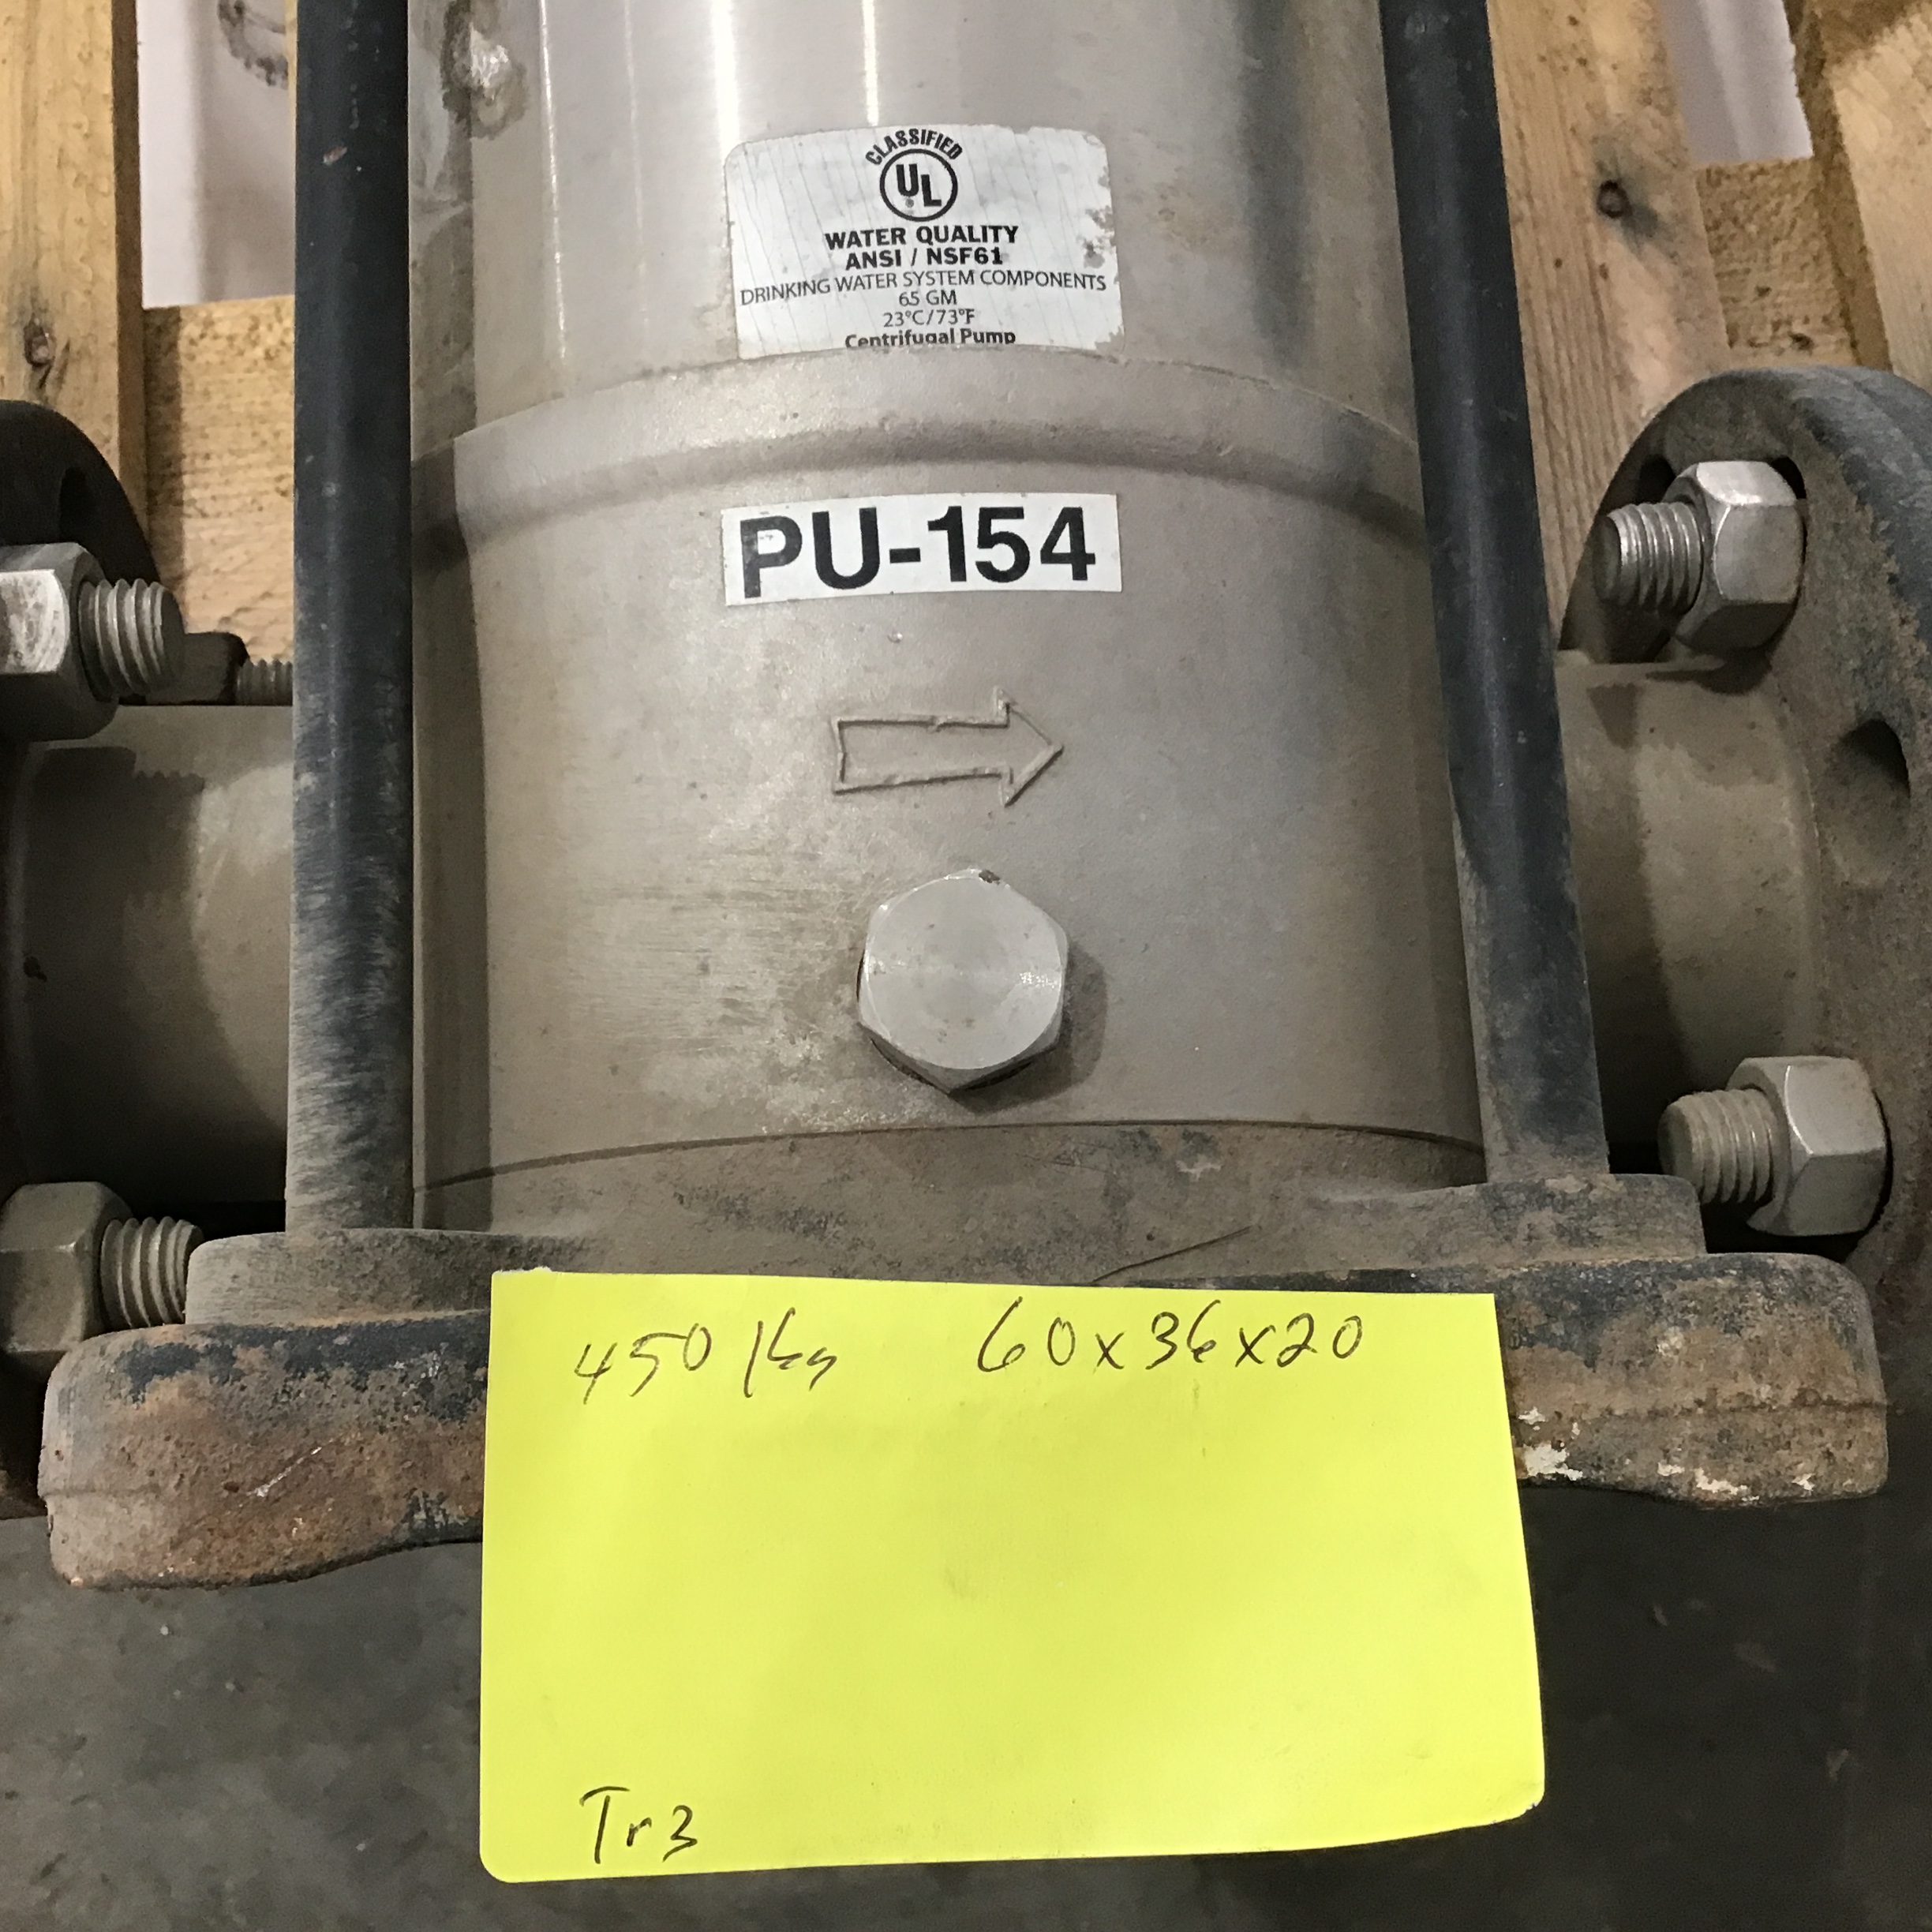 CLASSIFIED
UL
WATER QUALITY
ANSI / NSF61
DRINKING WATER SYSTEM COMPONENTS
65 GM
23°C/73°F
Centrifugal Pump
PU-154
450 Kgs 60x36x20
Tr3